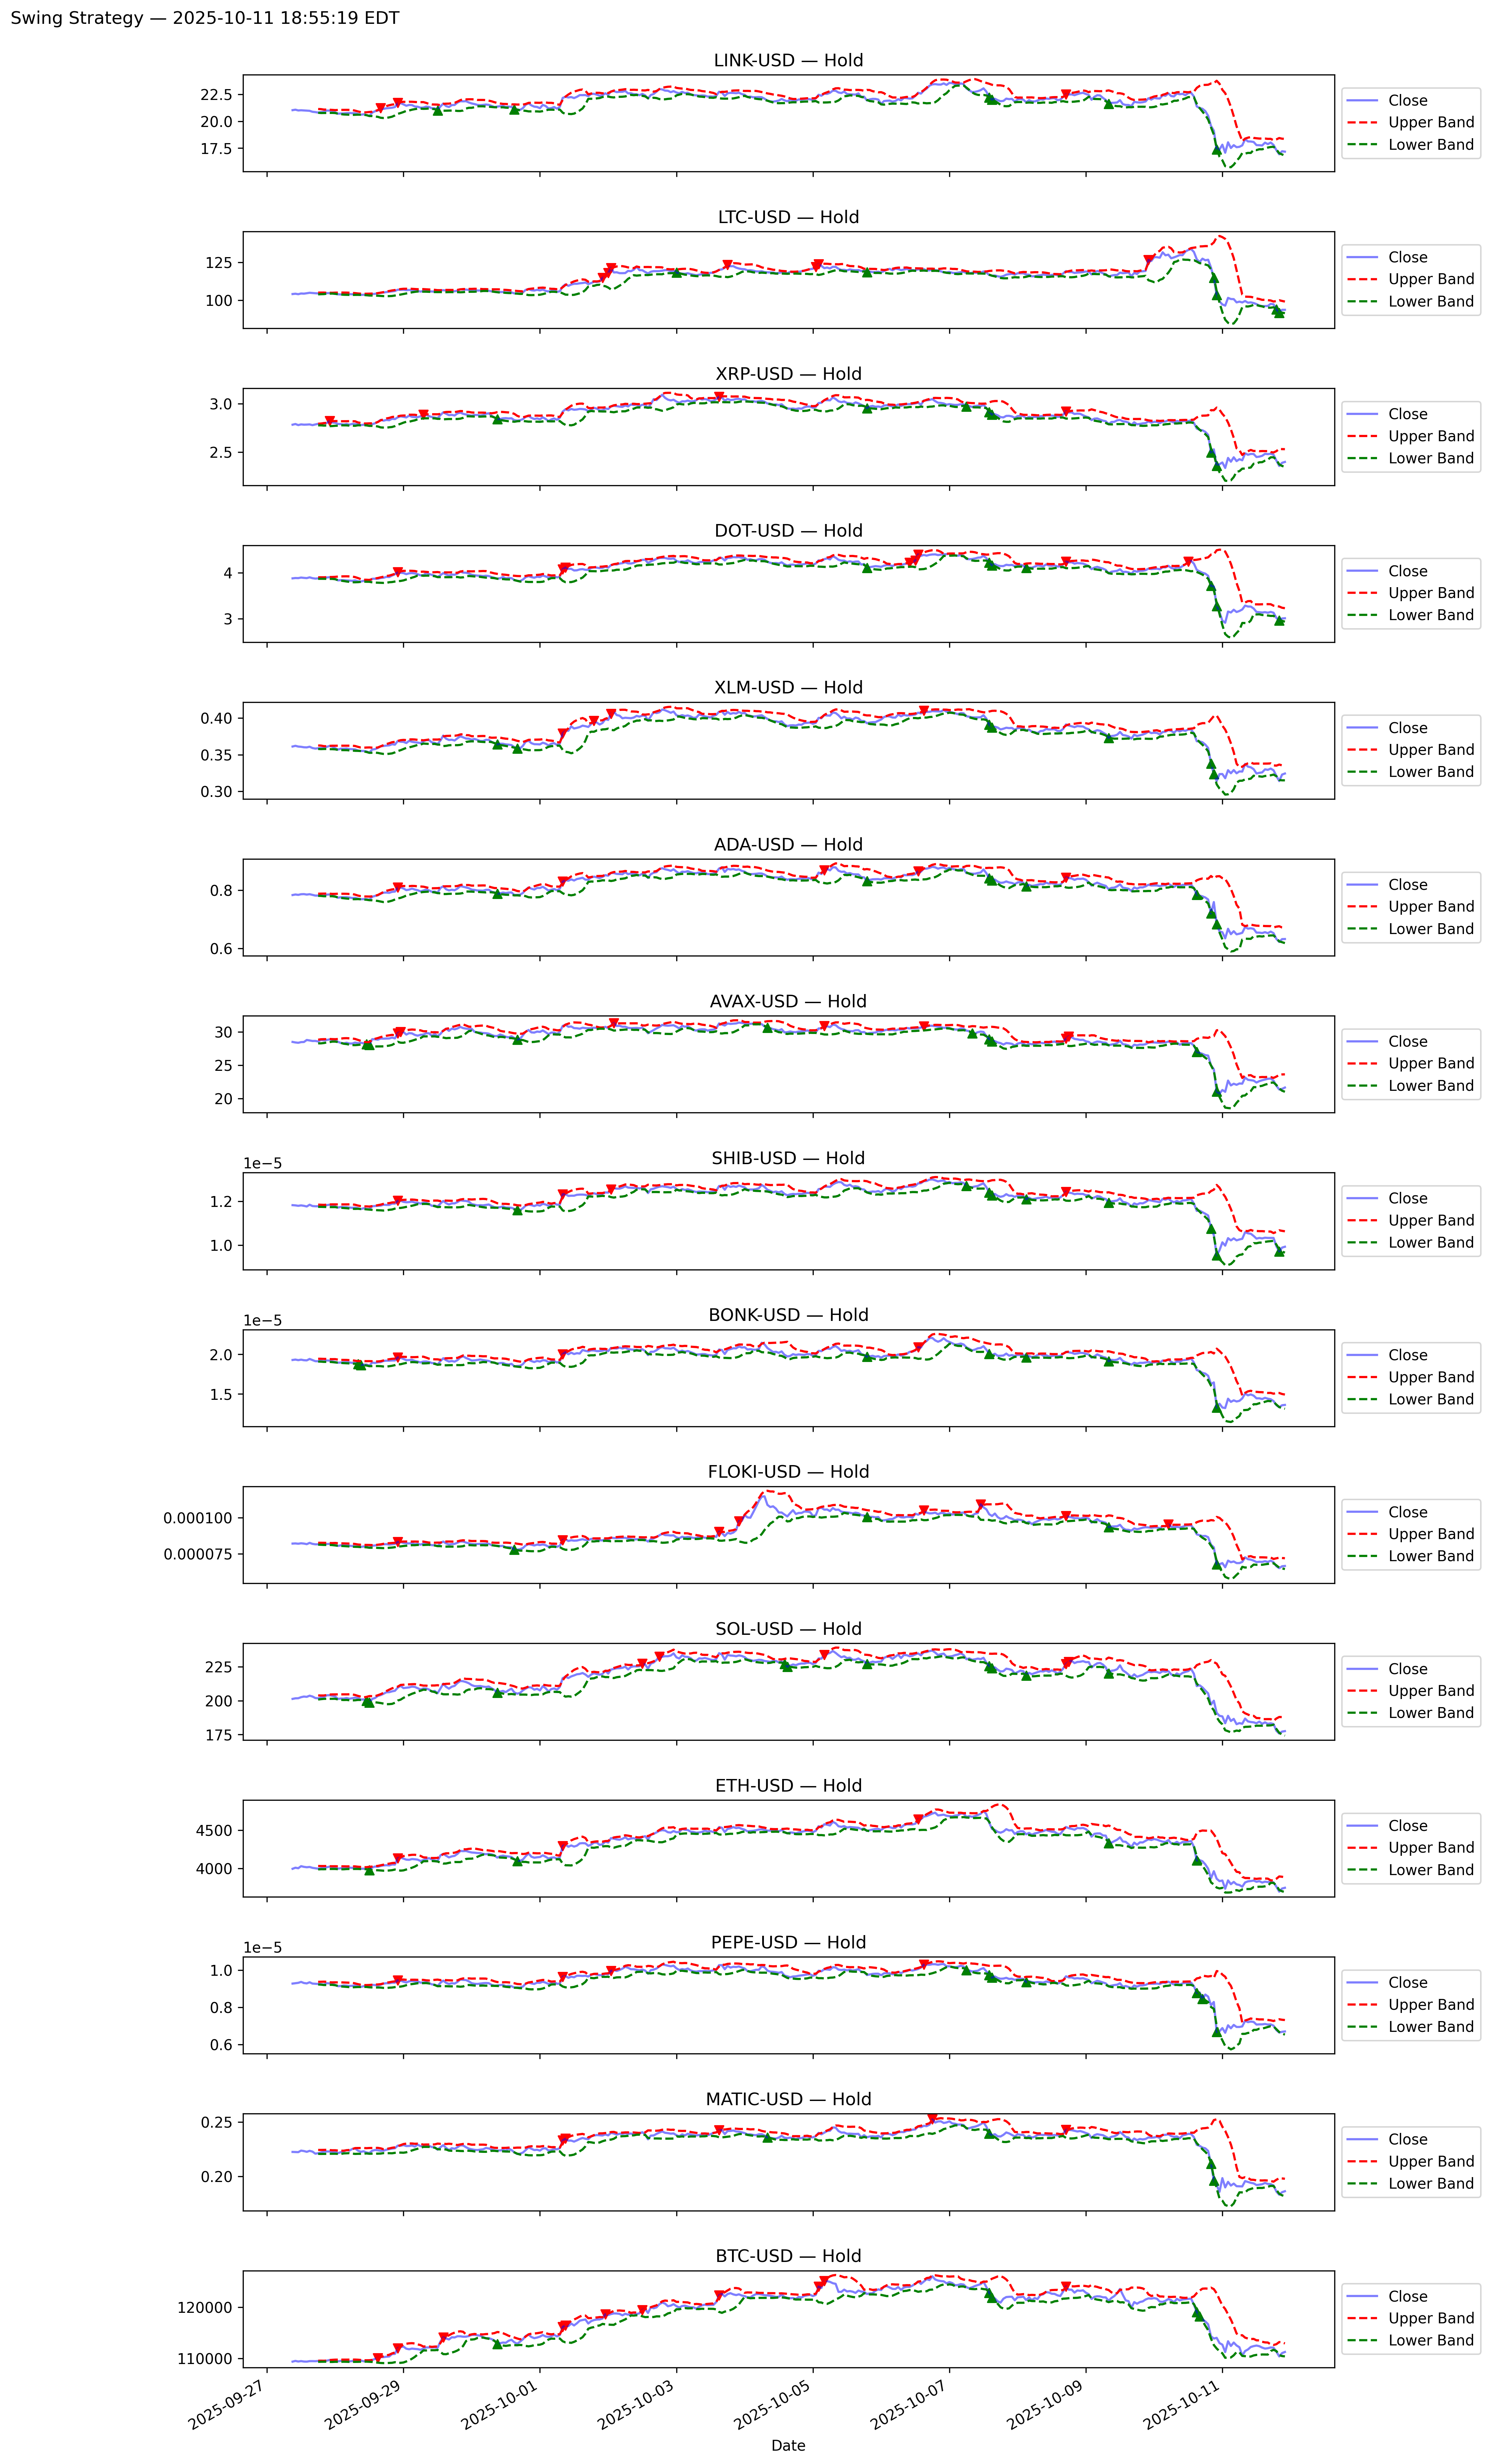 Swing Strategy — 2025-10-11 18:55:19 EDT
LINK-USD — Hold
22.5
20.0
17.5
Close
Upper Band
Lower Band
LTC-USD — Hold
125
100
Close
Upper Band
Lower Band
XRP-USD — Hold
3.0
2.5
Close
Upper Band
Lower Band
DOT-USD — Hold
4
3
Close
Upper Band
Lower Band
XLM-USD — Hold
0.40
0.35
0.30
Close
Upper Band
Lower Band
ADA-USD — Hold
0.8
0.6
Close
Upper Band
Lower Band
AVAX-USD — Hold
30
25
20
Close
Upper Band
Lower Band
SHIB-USD — Hold
1e−5
1.2
1.0
Close
Upper Band
Lower Band
BONK-USD — Hold
1e−5
2.0
1.5
Close
Upper Band
Lower Band
FLOKI-USD — Hold
0.000100
0.000075
Close
Upper Band
Lower Band
SOL-USD — Hold
225
200
175
Close
Upper Band
Lower Band
ETH-USD — Hold
4500
4000
Close
Upper Band
Lower Band
PEPE-USD — Hold
1e−5
1.0
0.8
0.6
Close
Upper Band
Lower Band
MATIC-USD — Hold
0.25
0.20
Close
Upper Band
Lower Band
BTC-USD — Hold
120000
110000
Close
Upper Band
Lower Band
2025-09-27
2025-09-29
2025-10-01
2025-10-03
2025-10-05
2025-10-07
2025-10-09
2025-10-11
Date